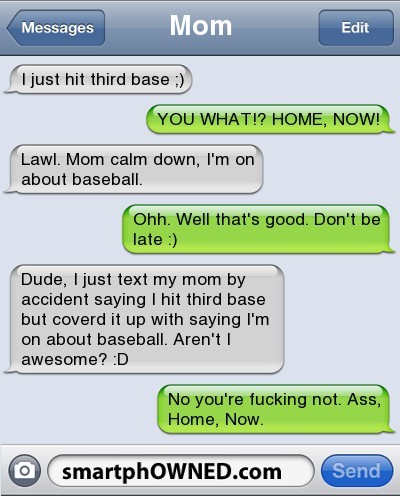 Messages
Mom
Edit
I just hit third base ;)
YOU WHAT!? HOME, NOW!
Lawl. Mom calm down, I'm on
about baseball.
Ohh. Well that's good. Don't be
late :)
Dude, I just text my mom by
accident saying I hit third base
but coverd it up with saying I'm
on about baseball. Aren't I
awesome? :D
No you're fucking not. Ass,
Home, Now.
smartphOWNED.com
Send